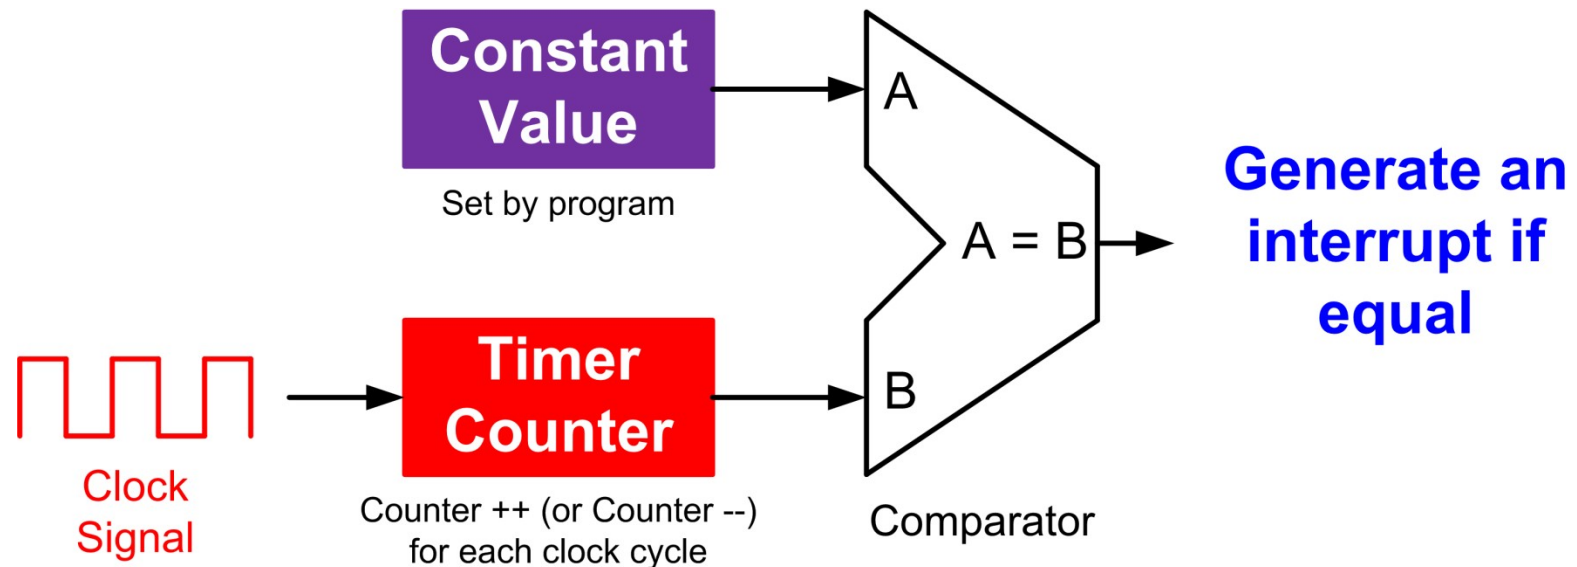 Constant
Value
Set by program
A
A = B
Generate an
interrupt if
equal
Clock
Signal
Timer
Counter
Counter ++ (or Counter --)
for each clock cycle
B
Comparator